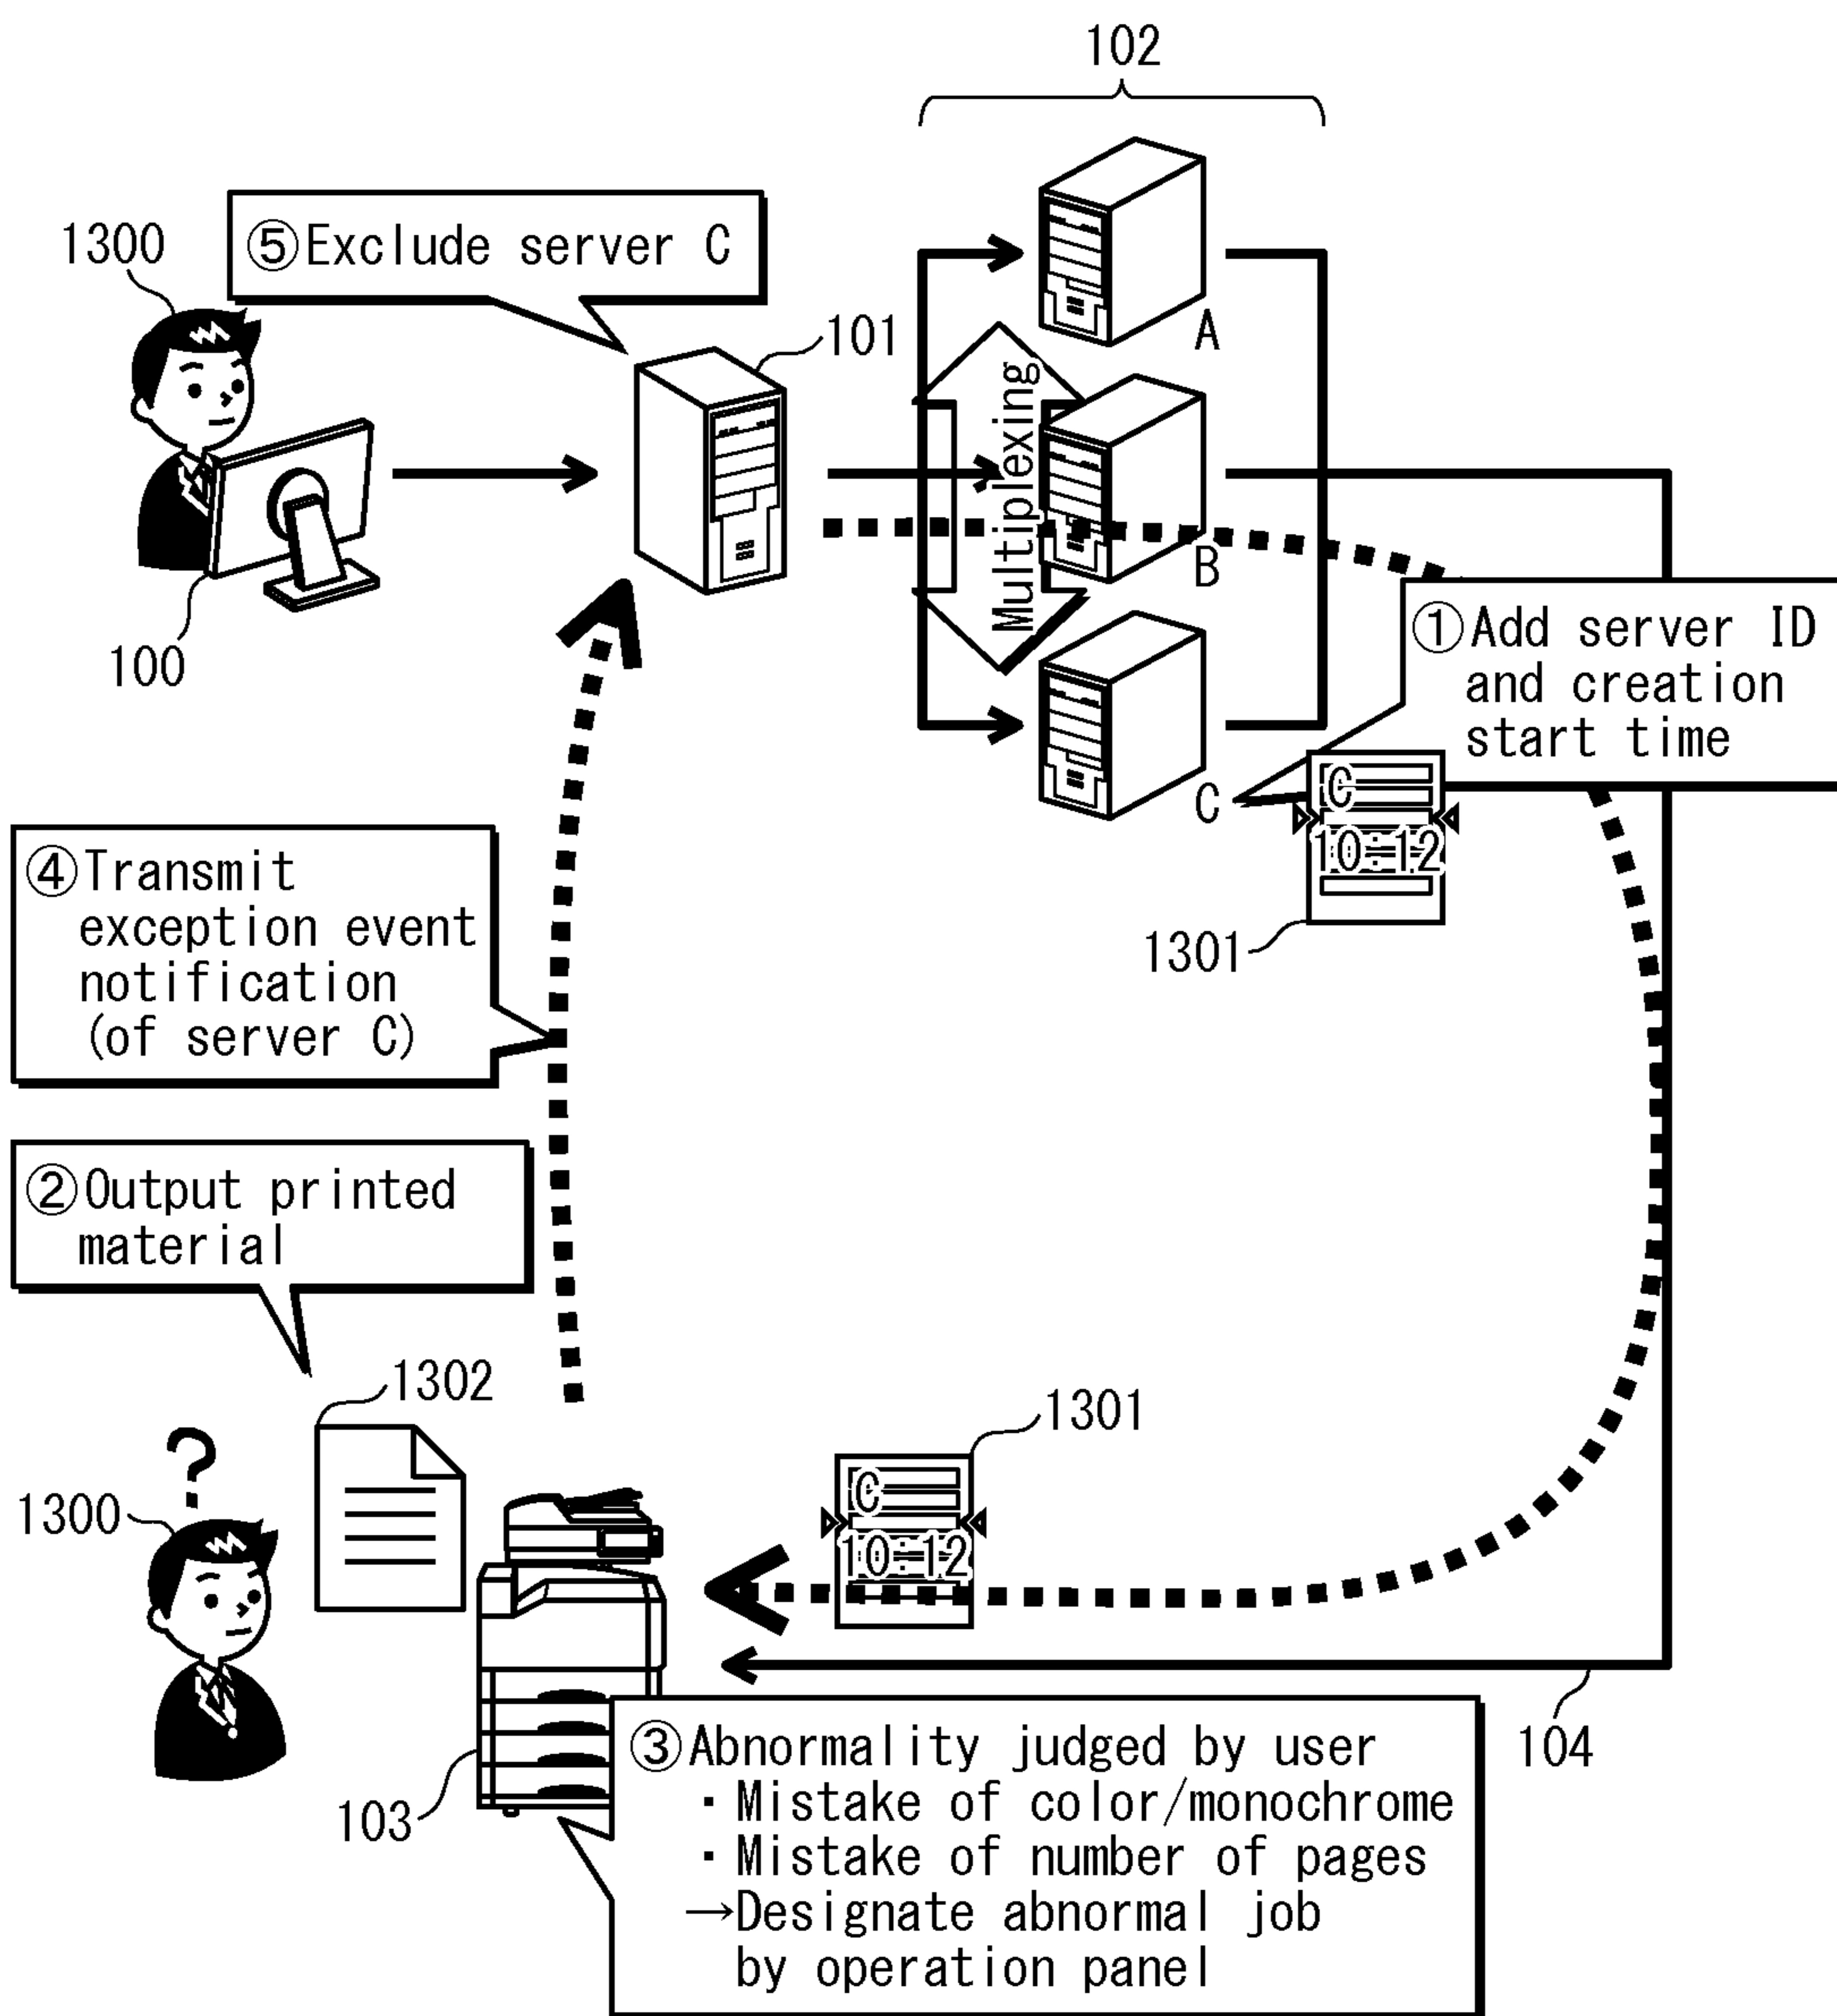 102
1300
⑤Exclude server C
101
A
Multiplexing
B
100
①Add server ID
and creation
start time
C
C
10:12
④Transmit
exception event
notification
(of server C)
1301
②Output printed
material
1302
1301
?
1300
C
10:12
③Abnormality judged by user
・Mistake of color/monochrome
・Mistake of number of pages
→Designate abnormal job
by operation panel
104
103